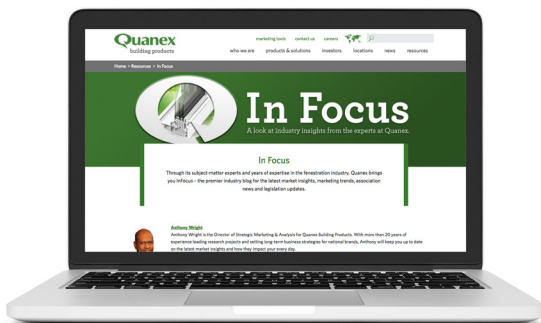 Quanex
building products
marketing tools contact us careers
who we are products & solutions investors locations news resources
Home > Resources > In Focus
In Focus
A look at industry insights from the experts at Quanex.
In Focus
Through its subject-matter experts and years of expertise in the fenestration industry, Quanex brings
you InFocus - the premier industry blog for the latest market insights, marketing trends, association
news and legislation updates.
Anthony Wright
Anthony Wright is the Director of Strategic Marketing & Analysis for Quanex Building Products. With more than 20 years of
experience leading research projects and setting long-term business strategies for national brands, Anthony will keep you up to date
on the latest market insights and how they impact your every day.